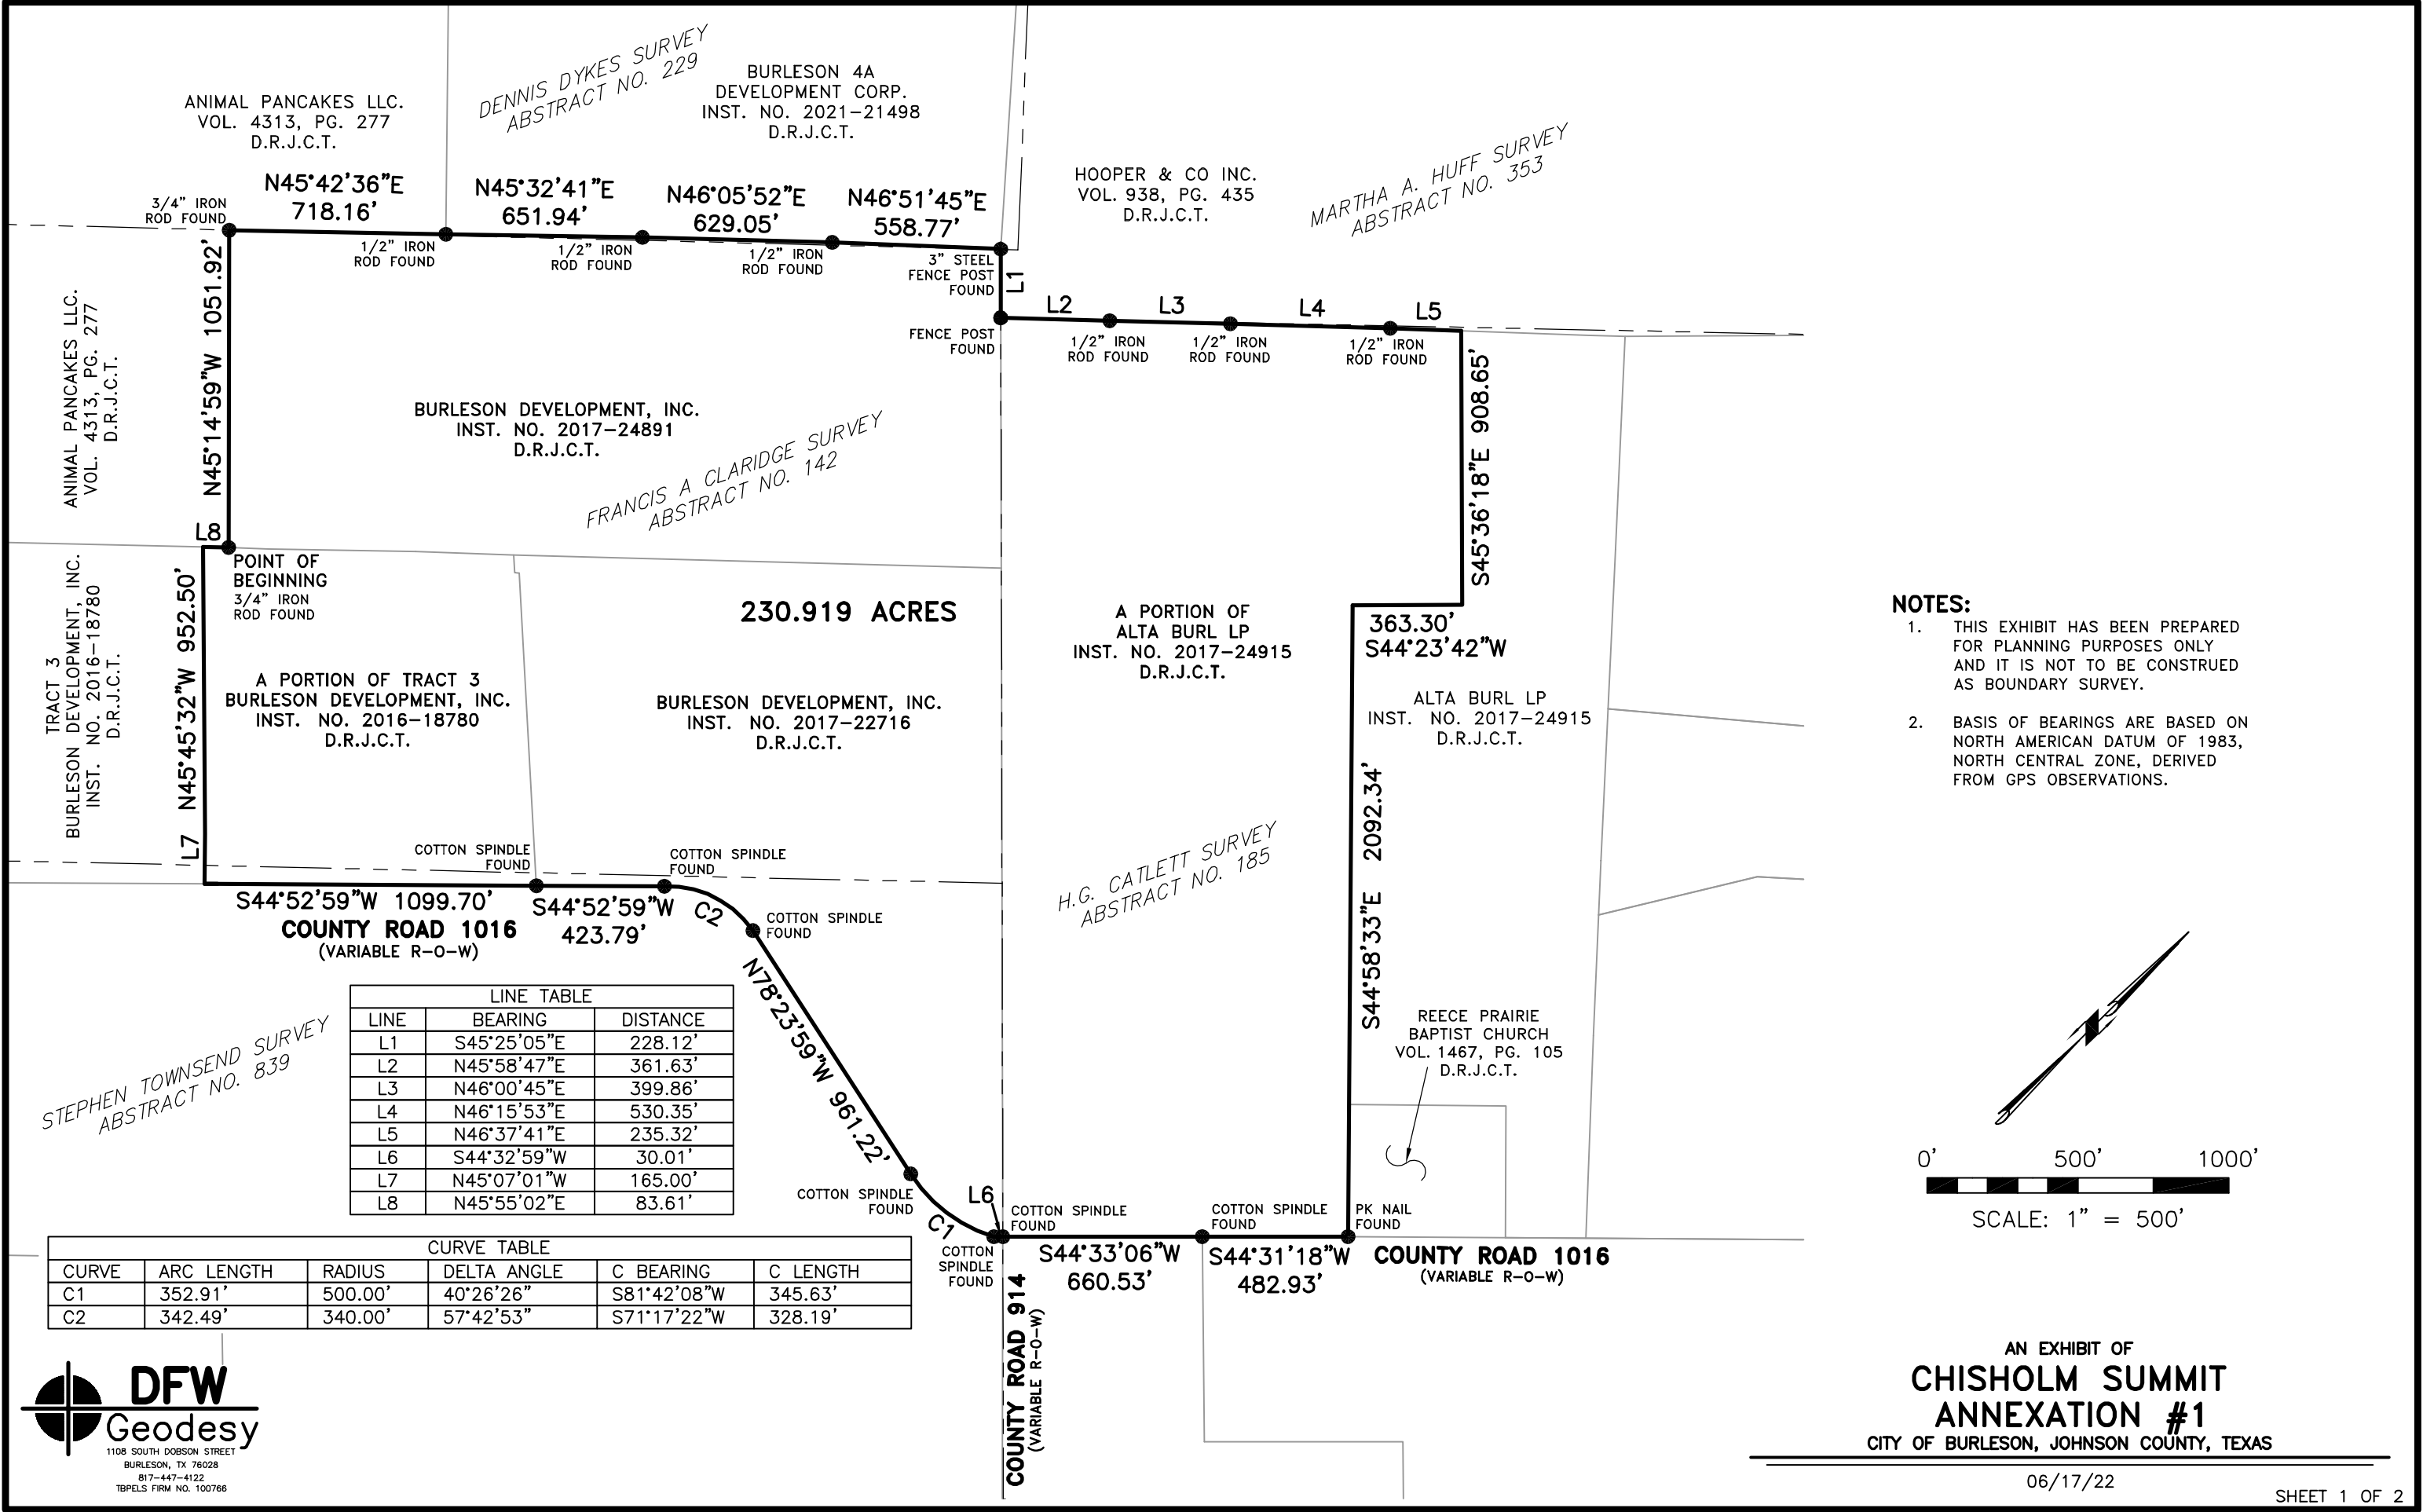 DENNIS DYKES SURVEY
ABSTRACT NO. 229
BURLESON 4A
DEVELOPMENT CORP.
INST. NO. 2021-21498
D.R.J.C.T.
ANIMAL PANCAKES LLC.
VOL. 4313, PG. 277
D.R.J.C.T.
HOOPER & CO INC.
VOL. 938, PG. 435
D.R.J.C.T.
MARTHA A. HUFF SURVEY
ABSTRACT NO. 353
3/4" IRON
ROD FOUND
N45°42'36"E
718.16'
N45°32'41"E
651.94'
N46°05'52"E
629.05'
N46°51'45"E
558.77'
1/2" IRON
ROD FOUND
1/2" IRON
ROD FOUND
1/2" IRON
ROD FOUND
3" STEEL
FENCE POST
FOUND
L1
FENCE POST
FOUND
L2
L3
L4
L5
1/2" IRON
ROD FOUND
1/2" IRON
ROD FOUND
1/2" IRON
ROD FOUND
ANIMAL PANCAKES LLC.
VOL. 4313, PG. 277
D.R.J.C.T.
N45°14'59"W 1051.92'
BURLESON DEVELOPMENT, INC.
INST. NO. 2017-24891
D.R.J.C.T.
FRANCIS A CLARIDGE SURVEY
ABSTRACT NO. 142
S45°36'18"E 908.65'
L8
POINT OF
BEGINNING
3/4" IRON
ROD FOUND
TRACT 3
BURLESON DEVELOPMENT, INC.
INST. NO. 2016-18780
D.R.J.C.T.
L7 N45°45'32"W 952.50'
230.919 ACRES
A PORTION OF
ALTA BURL LP
INST. NO. 2017-24915
D.R.J.C.T.
363.30'
S44°23'42"W
A PORTION OF TRACT 3
BURLESON DEVELOPMENT, INC.
INST. NO. 2016-18780
D.R.J.C.T.
BURLESON DEVELOPMENT, INC.
INST. NO. 2017-22716
D.R.J.C.T.
ALTA BURL LP
INST. NO. 2017-24915
D.R.J.C.T.
S44°58'33"E 2092.34'
NOTES:
1. THIS EXHIBIT HAS BEEN PREPARED
FOR PLANNING PURPOSES ONLY
AND IT IS NOT TO BE CONSTRUED
AS BOUNDARY SURVEY.
2. BASIS OF BEARINGS ARE BASED ON
NORTH AMERICAN DATUM OF 1983,
NORTH CENTRAL ZONE, DERIVED
FROM GPS OBSERVATIONS.
COTTON SPINDLE
FOUND
COTTON SPINDLE
FOUND
S44°52'59"W 1099.70'
COUNTY ROAD 1016
(VARIABLE R-O-W)
S44°52'59"W
423.79'
C2
COTTON SPINDLE
FOUND
N78°23'59"W 961.22'
H.G. CATLETT SURVEY
ABSTRACT NO. 185
REECE PRAIRIE
BAPTIST CHURCH
VOL. 1467, PG. 105
D.R.J.C.T.
STEPHEN TOWNSEND SURVEY
ABSTRACT NO. 839
LINE TABLE
LINE BEARING DISTANCE
L1 S45°25'05"E 228.12'
L2 N45°58'47"E 361.63'
L3 N46°00'45"E 399.86'
L4 N46°15'53"E 530.35'
L5 N46°37'41"E 235.32'
L6 S44°32'59"W 30.01'
L7 N45°07'01"W 165.00'
L8 N45°55'02"E 83.61'
COTTON SPINDLE
FOUND
C1
L6
COTTON
SPINDLE
FOUND
COTTON SPINDLE
FOUND
COTTON SPINDLE
FOUND
PK NAIL
FOUND
S44°33'06"W
660.53'
S44°31'18"W
482.93'
COUNTY ROAD 1016
(VARIABLE R-O-W)
COUNTY ROAD 914
(VARIABLE R-O-W)
CURVE TABLE
CURVE ARC LENGTH RADIUS DELTA ANGLE C BEARING C LENGTH
C1 352.91' 500.00' 40°26'26" S81°42'08"W 345.63'
C2 342.49' 340.00' 57°42'53" S71°17'22"W 328.19'
0' 500' 1000'
SCALE: 1" = 500'
DFW
Geodesy
1108 SOUTH DOBSON STREET
BURLESON, TX 76028
817-447-4122
TBPELS FIRM NO. 100766
AN EXHIBIT OF
CHISHOLM SUMMIT
ANNEXATION #1
CITY OF BURLESON, JOHNSON COUNTY, TEXAS
06/17/22
SHEET 1 OF 2